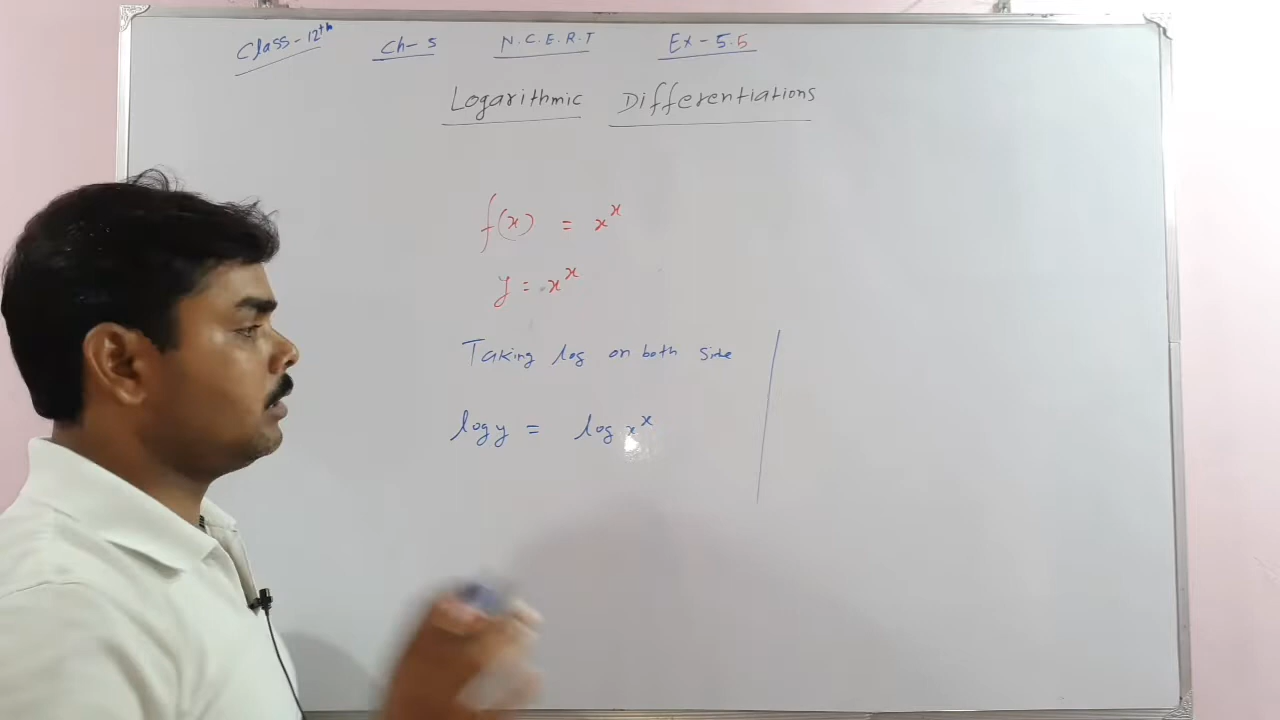 Class-12th Ch-5 N.C.E.R.T Ex-5.5
Logarithmic Differentiations
f(x) = x^x
y = x^x
Taking log on both side
log y = log x^x